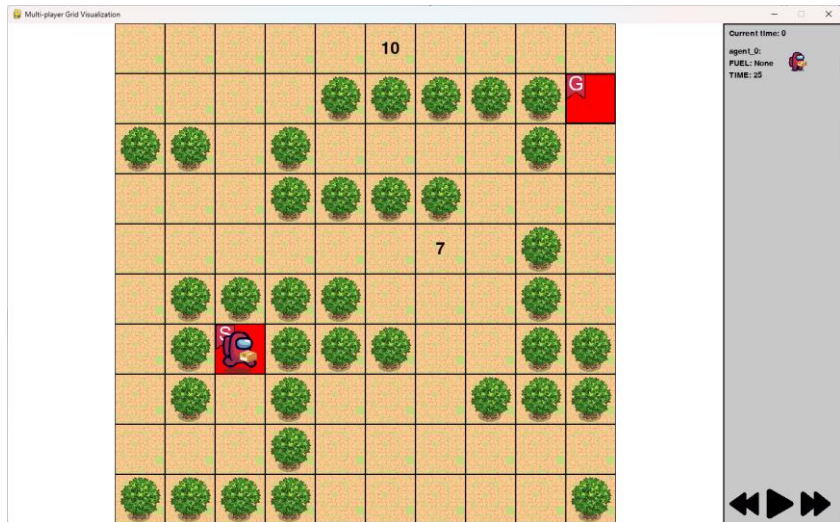 Multi-player Grid Visualization
Current time: 0
10
agent_0:
FUEL: None
TIME: 25
G
7
S